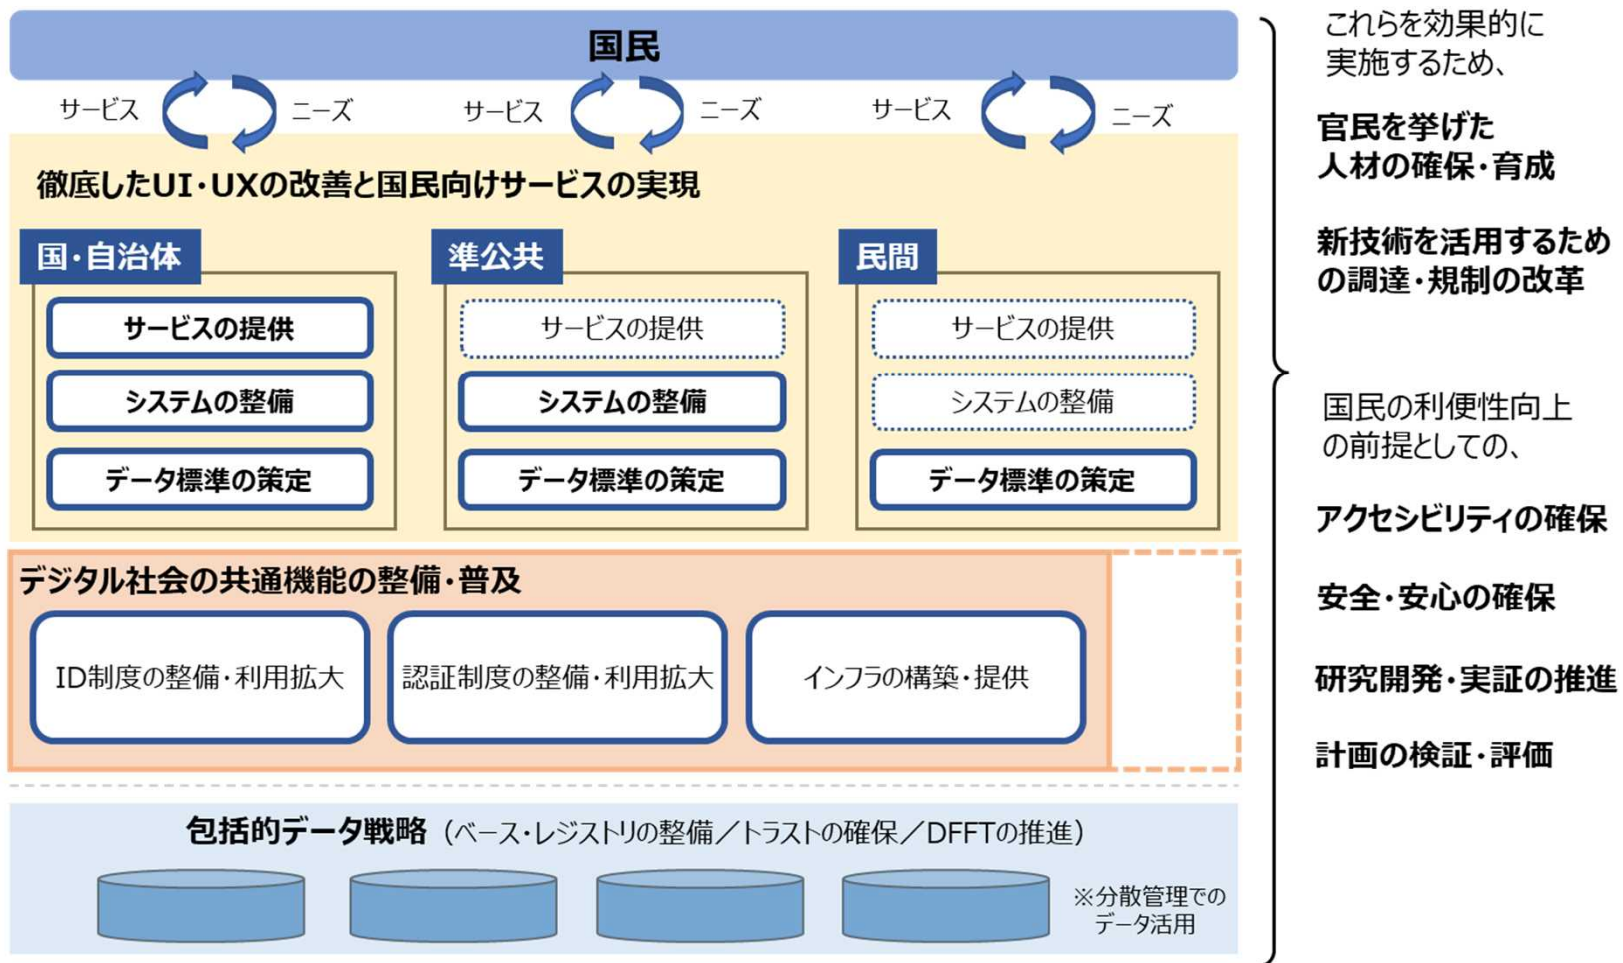 国民
サービス
ニーズ
サービス
ニーズ
サービス
ニーズ
徹底したUI・UXの改善と国民向けサービスの実現
国・自治体
サービスの提供
システムの整備
データ標準の策定
準公共
サービスの提供
システムの整備
データ標準の策定
民間
サービスの提供
システムの整備
データ標準の策定
デジタル社会の共通機能の整備・普及
ID制度の整備・利用拡大
認証制度の整備・利用拡大
インフラの構築・提供
包括的データ戦略（ベース・レジストリの整備／トラストの確保／DFFTの推進）
※分散管理での
データ活用
これらを効果的に
実施するため、
官民を挙げた
人材の確保・育成
新技術を活用するため
の調達・規制の改革
国民の利便性向上
の前提としての、
アクセシビリティの確保
安全・安心の確保
研究開発・実証の推進
計画の検証・評価